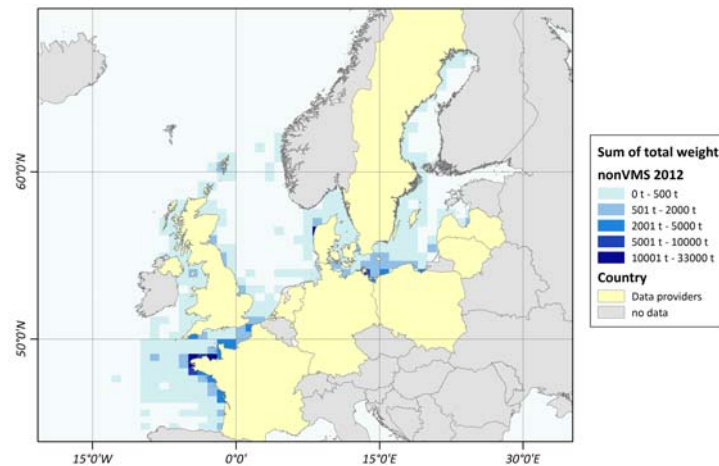 60°0'N
50°0'N
15°0'W
0°0'
15°0'E
30°0'E
Sum of total weight
nonVMS 2012
0 t - 500 t
501 t - 2000 t
2001 t - 5000 t
5001 t - 10000 t
10001 t - 33000 t
Country
Data providers
no data